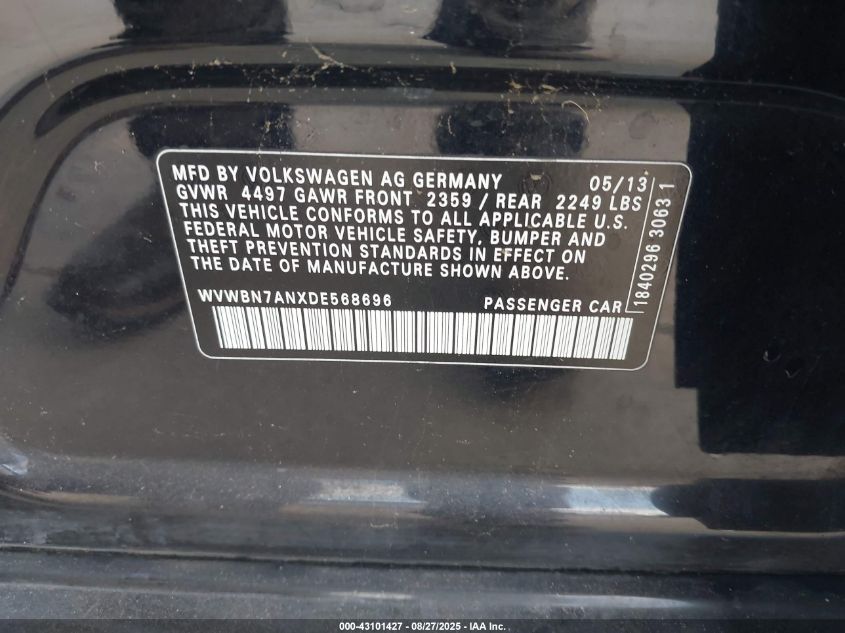 MFD BY VOLKSWAGEN AG GERMANY 05/13
GVWR 4497 GAWR FRONT 2359 / REAR 2249 LBS
THIS VEHICLE CONFORMS TO ALL APPLICABLE U.S.
FEDERAL MOTOR VEHICLE SAFETY, BUMPER AND
THEFT PREVENTION STANDARDS IN EFFECT ON
THE DATE OF MANUFACTURE SHOWN ABOVE.
WVWBN7ANXDE568696 PASSENGER CAR
1840296 3063 1
000-43101427 - 08/27/2025 - IAA Inc.